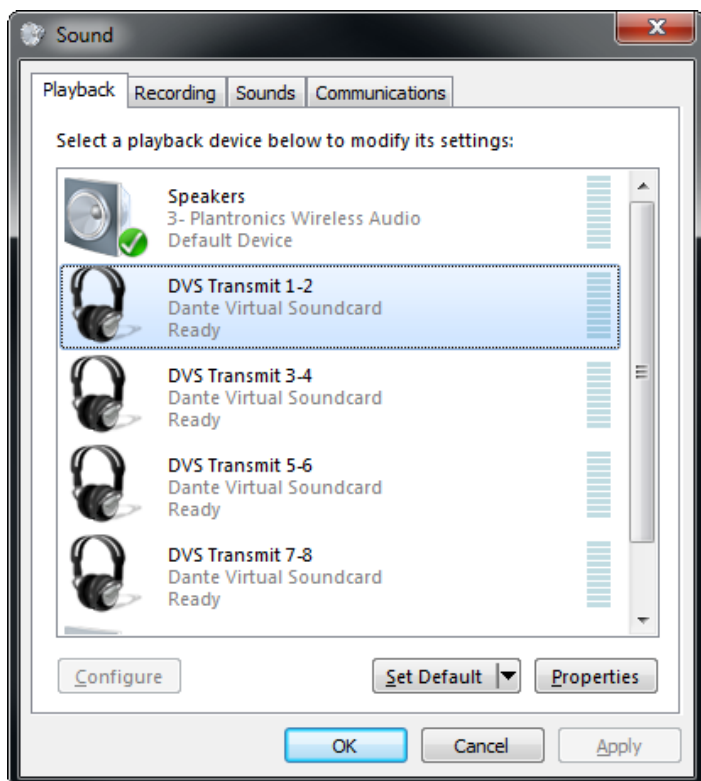 Sound
Playback Recording Sounds Communications
Select a playback device below to modify its settings:
Speakers
3- Plantronics Wireless Audio
Default Device
DVS Transmit 1-2
Dante Virtual Soundcard
Ready
DVS Transmit 3-4
Dante Virtual Soundcard
Ready
DVS Transmit 5-6
Dante Virtual Soundcard
Ready
DVS Transmit 7-8
Dante Virtual Soundcard
Ready
Configure Set Default Properties
OK Cancel Apply